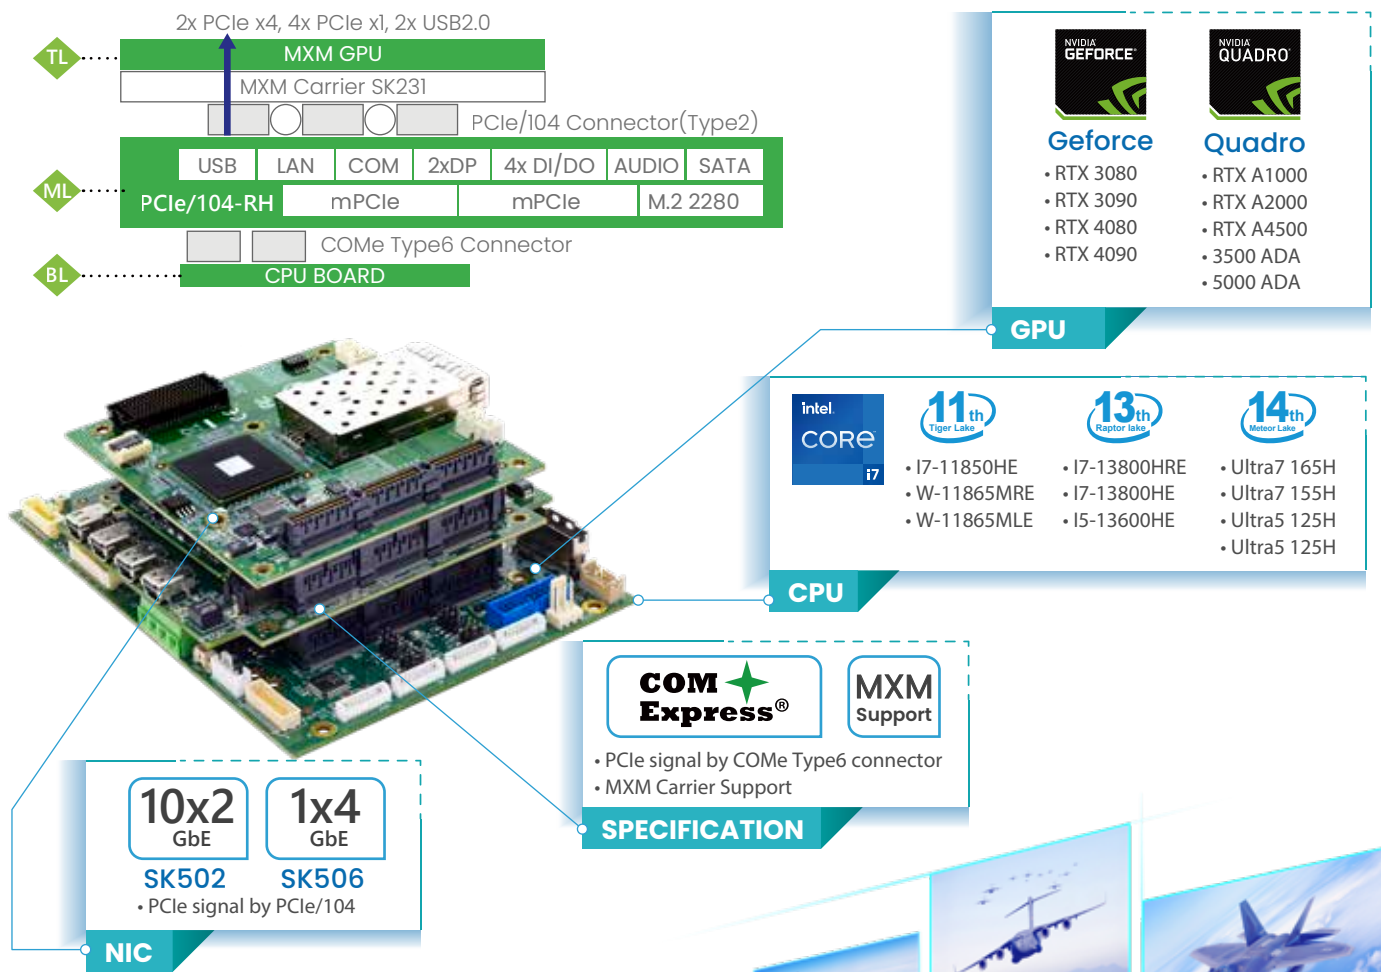 2x PCIe x4, 4x PCIe x1, 2x USB2.0
TL
MXM GPU
MXM Carrier SK231
PCIe/104 Connector(Type2)
USB
LAN
COM
2xDP
4x DI/DO
AUDIO
SATA
ML
PCIe/104-RH
mPCIe
mPCIe
M.2 2280
COMe Type6 Connector
BL
CPU BOARD
NVIDIA
GEFORCE
Geforce
• RTX 3080
• RTX 3090
• RTX 4080
• RTX 4090
NVIDIA
QUADRO
Quadro
• RTX A1000
• RTX A2000
• RTX A4500
• 3500 ADA
• 5000 ADA
GPU
intel.
CORE
i7
11th
Tiger Lake
• I7-11850HE
• W-11865MRE
• W-11865MLE
13th
Raptor lake
• I7-13800HRE
• I7-13800HE
• I5-13600HE
14th
Meteor Lake
• Ultra7 165H
• Ultra7 155H
• Ultra5 125H
• Ultra5 125H
CPU
COM
Express®
MXM
Support
• PCIe signal by COMe Type6 connector
• MXM Carrier Support
SPECIFICATION
10x2
GbE
SK502
1x4
GbE
SK506
• PCIe signal by PCIe/104
NIC